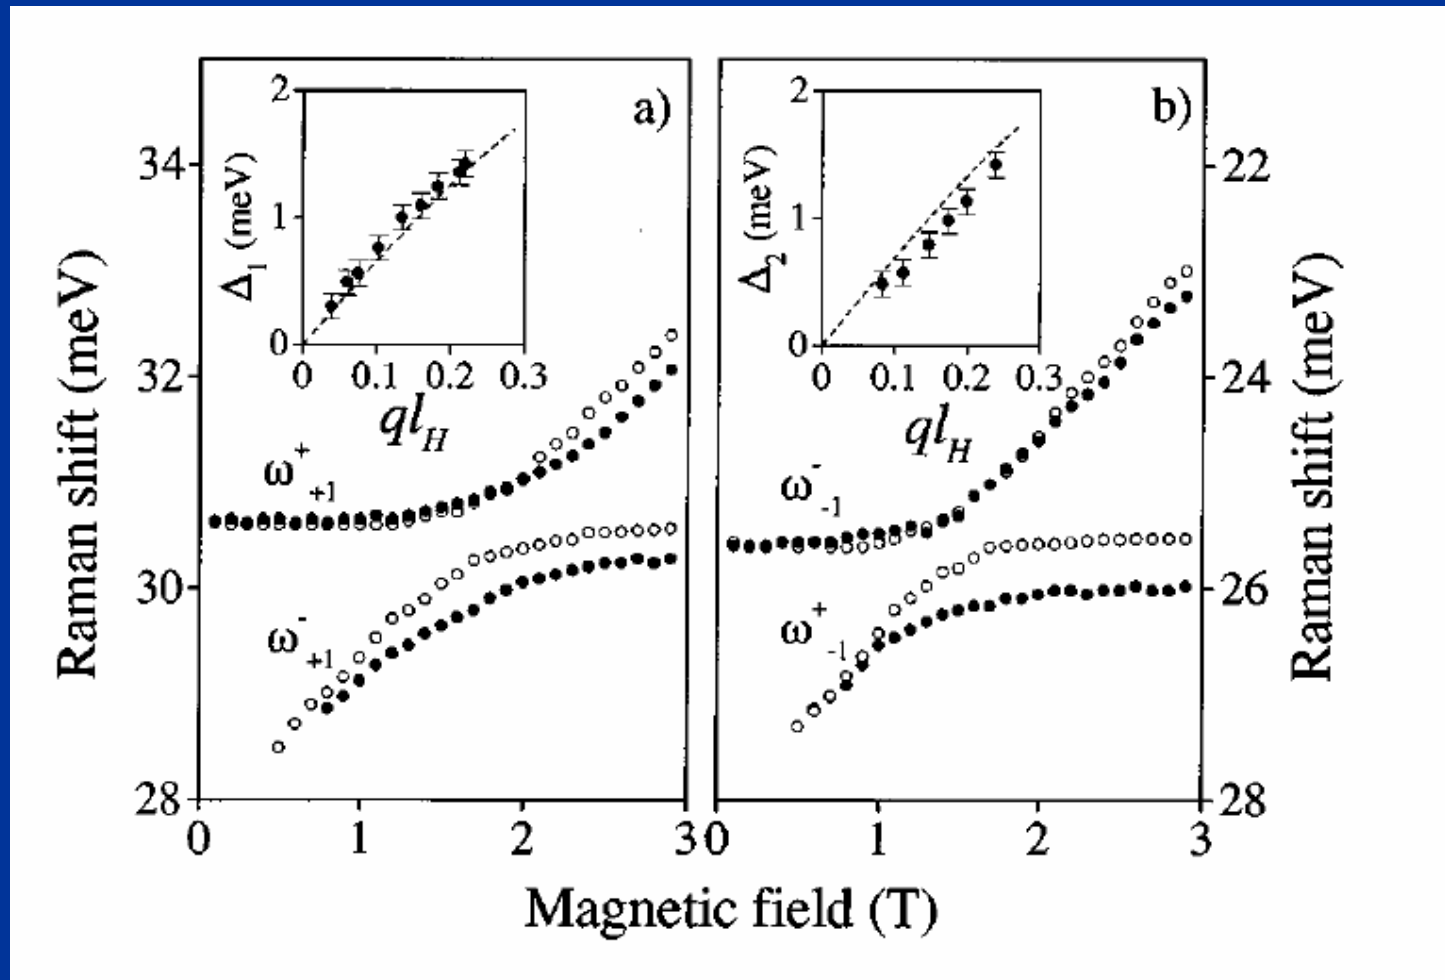 a)
2
1
0
Δ₁ (meV)
0 0.1 0.2 0.3
ql_H
34
32
30
28
Raman shift (meV)
ω⁺₊₁
ω⁻₊₁
0 1 2 3
b)
2
1
0
Δ₂ (meV)
0 0.1 0.2 0.3
ql_H
22
24
26
28
Raman shift (meV)
ω⁻₋₁
ω⁺₋₁
0 1 2 3
Magnetic field (T)